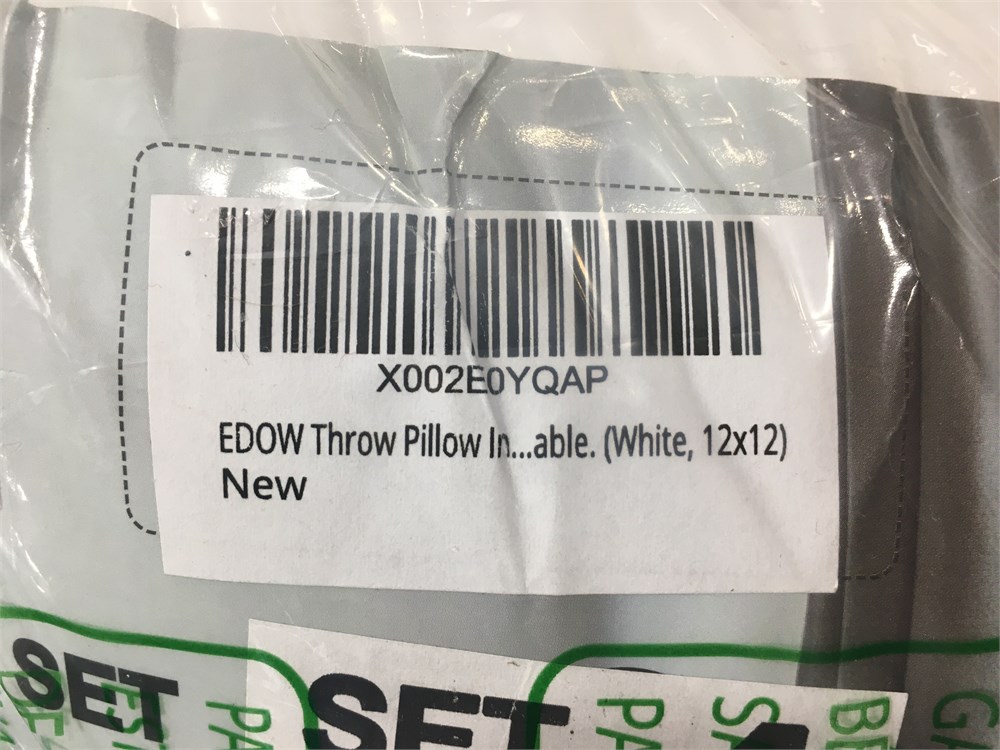 X002E0YQAP
EDOW Throw Pillow In...able. (White, 12x12)
New
SET
SET